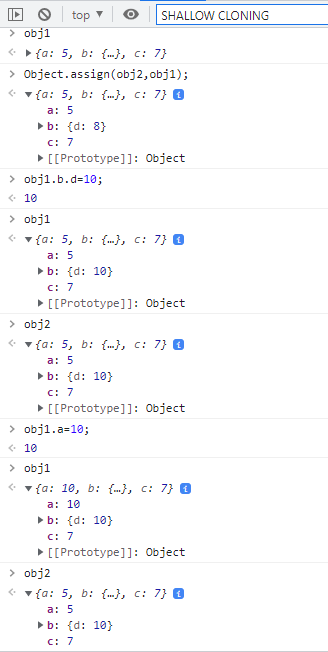 top
Filter
SHALLOW CLONING
obj1
{a: 5, b: {…}, c: 7}
Object.assign(obj2,obj1);
{a: 5, b: {…}, c: 7} i
a: 5
b: {d: 8}
c: 7
[[Prototype]]: Object
obj1.b.d=10;
10
obj1
{a: 5, b: {…}, c: 7} i
a: 5
b: {d: 10}
c: 7
[[Prototype]]: Object
obj2
{a: 5, b: {…}, c: 7} i
a: 5
b: {d: 10}
c: 7
[[Prototype]]: Object
obj1.a=10;
10
obj1
{a: 10, b: {…}, c: 7} i
a: 10
b: {d: 10}
c: 7
[[Prototype]]: Object
obj2
{a: 5, b: {…}, c: 7} i
a: 5
b: {d: 10}
c: 7